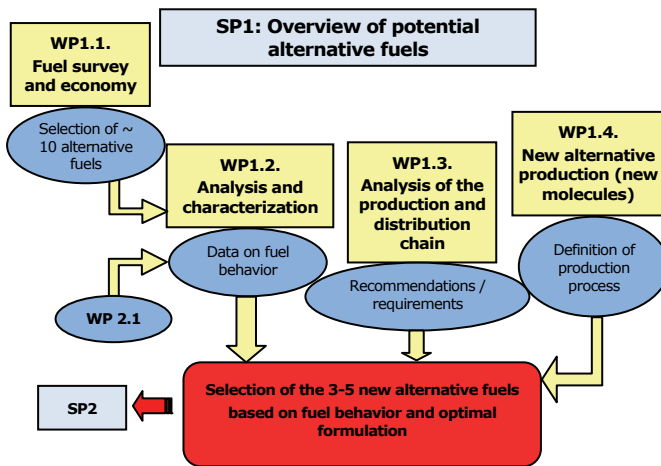 SP1: Overview of potential
alternative fuels
WP1.1.
Fuel survey
and economy
Selection of ~
10 alternative
fuels
WP1.2.
Analysis and
characterization
Data on fuel
behavior
WP 2.1
WP1.3.
Analysis of the
production and
distribution
chain
Recommendations /
requirements
WP1.4.
New alternative
production (new
molecules)
Definition of
production
process
Selection of the 3-5 new alternative fuels
based on fuel behavior and optimal
formulation
SP2